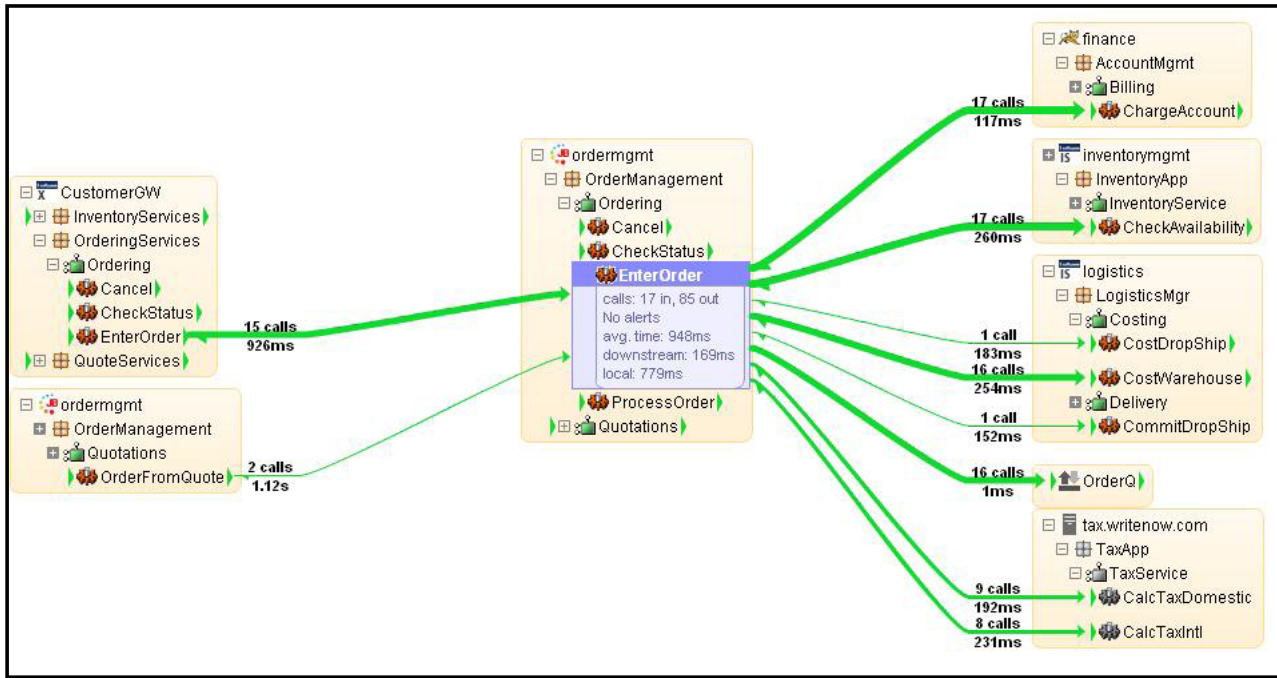 CustomerGW
InventoryServices
OrderingServices
Ordering
Cancel
CheckStatus
EnterOrder
QuoteServices
ordermgmt
OrderManagement
Quotations
OrderFromQuote
15 calls
926ms
2 calls
1.12s
ordermgmt
OrderManagement
Ordering
Cancel
CheckStatus
EnterOrder
calls: 17 in, 85 out
No alerts
avg. time: 948ms
downstream: 169ms
local: 779ms
ProcessOrder
Quotations
17 calls
117ms
17 calls
260ms
1 call
183ms
16 calls
254ms
1 call
152ms
16 calls
1ms
9 calls
192ms
8 calls
231ms
finance
AccountMgmt
Billing
ChargeAccount
IS inventorymgmt
InventoryApp
InventoryService
CheckAvailability
IS logistics
LogisticsMgr
Costing
CostDropShip
CostWarehouse
Delivery
CommitDropShip
OrderQ
tax.writenow.com
TaxApp
TaxService
CalcTaxDomestic
CalcTaxIntl